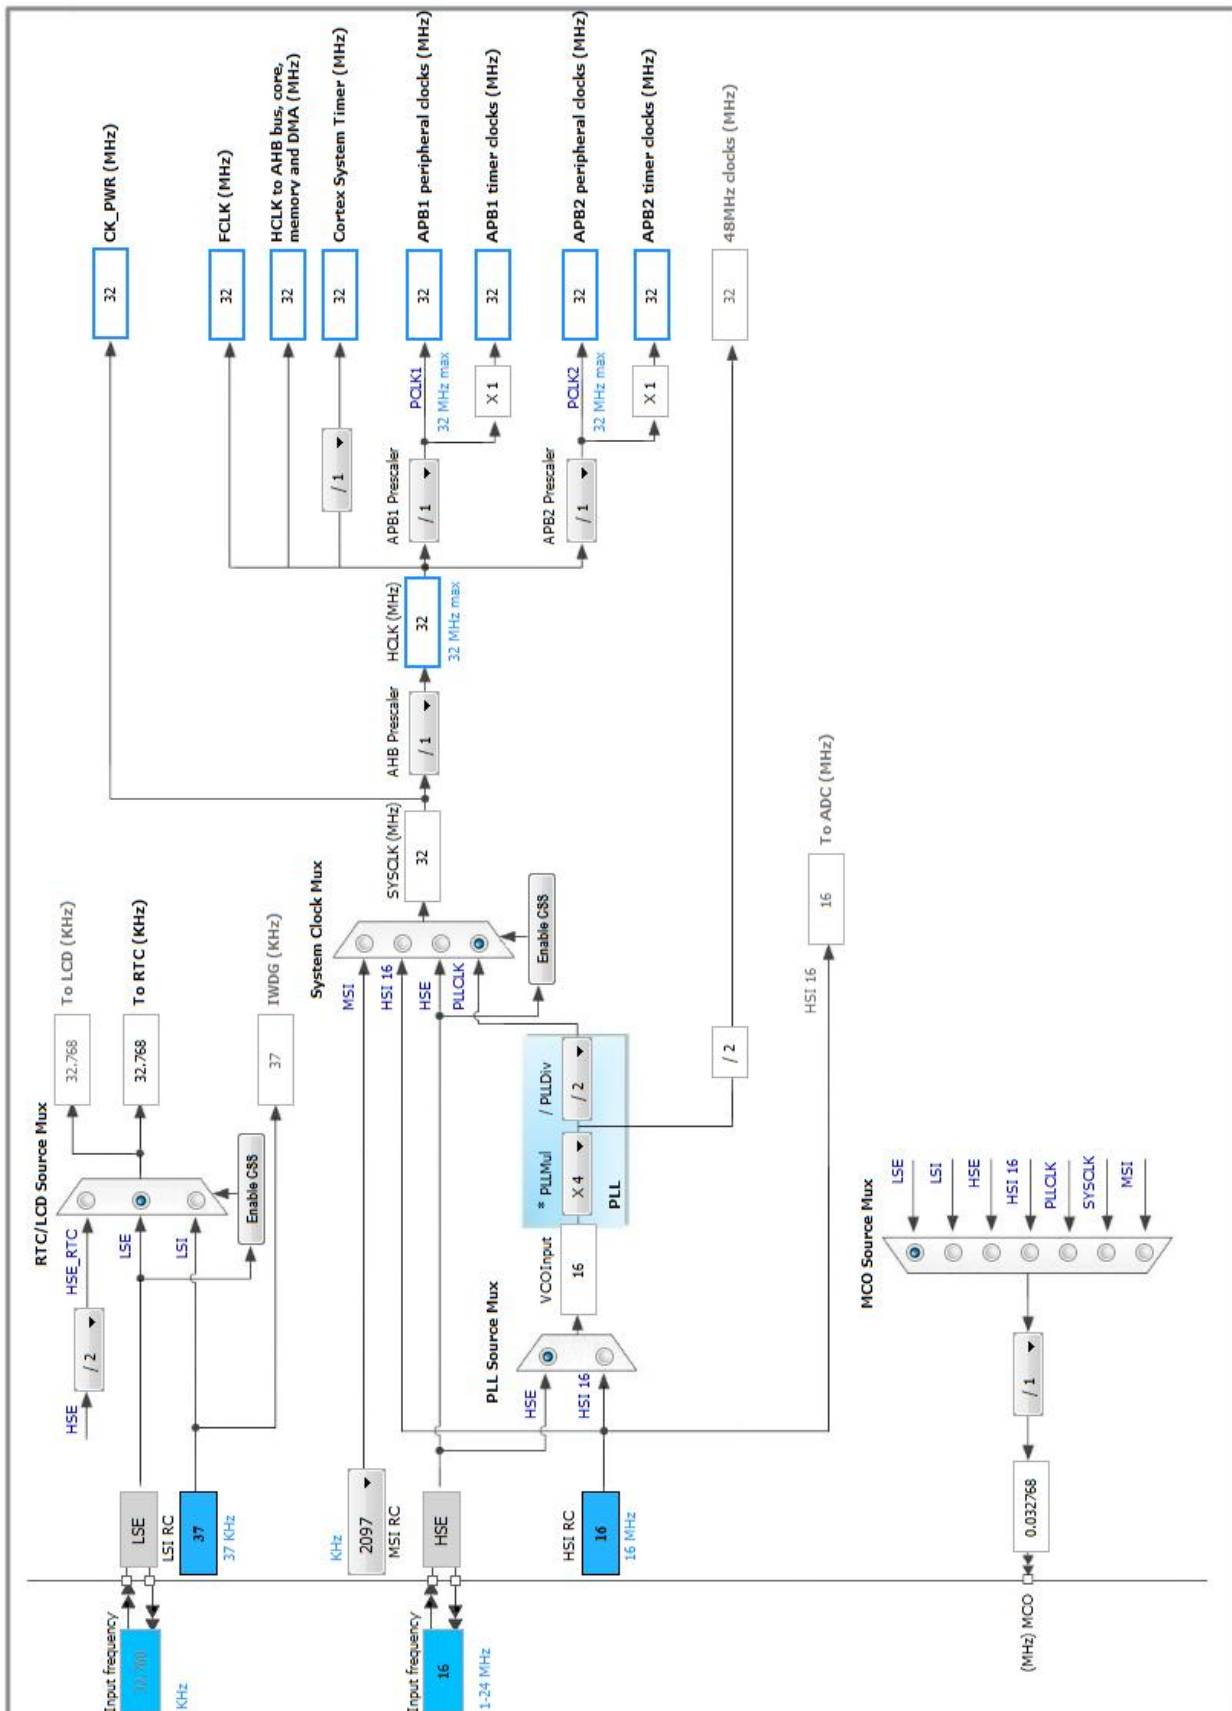 RTC/LCD Source Mux
HSE
/ 2
HSE_RTC
32.768
To LCD (KHz)
Input frequency
32.768
KHz
LSE
LSE
32.768
To RTC (KHz)
LSI RC
37
37 KHz
LSI
Enable CSS
37
IWDG (KHz)
System Clock Mux
KHz
2097
MSI RC
MSI
HSI 16
HSE
PLLCLK
SYSCLK (MHz)
32
AHB Prescaler
/ 1
HCLK (MHz)
32
32 MHz max
Enable CSS
32
CK_PWR (MHz)
32
FCLK (MHz)
32
HCLK to AHB bus, core,
memory and DMA (MHz)
/ 1
32
Cortex System Timer (MHz)
APB1 Prescaler
/ 1
PCLK1
32 MHz max
32
APB1 peripheral clocks (MHz)
X 1
32
APB1 timer clocks (MHz)
APB2 Prescaler
/ 1
PCLK2
32 MHz max
32
APB2 peripheral clocks (MHz)
X 1
32
APB2 timer clocks (MHz)
Input frequency
16
1-24 MHz
HSE
PLL Source Mux
HSE
HSI 16
HSI RC
16
16 MHz
VCOInput
16
* PLLMul
X 4
/ PLLDiv
/ 2
PLL
/ 2
32
48MHz clocks (MHz)
HSI 16
16
To ADC (MHz)
MCO Source Mux
(MHz) MCO
0.032768
/ 1
LSE
LSI
HSE
HSI 16
PLLCLK
SYSCLK
MSI